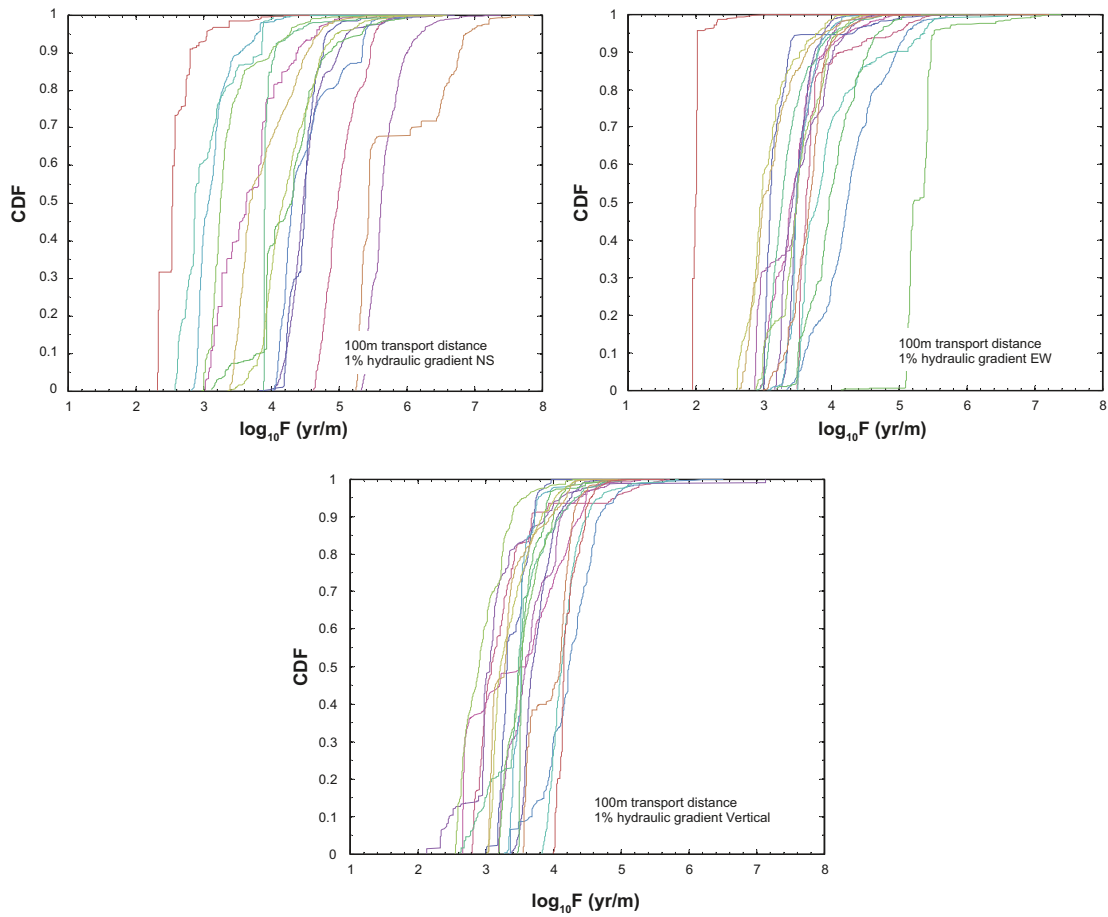 1
0.9
0.8
0.7
0.6
0.5
0.4
0.3
0.2
0.1
0
CDF
100m transport distance
1% hydraulic gradient NS
1 2 3 4 5 6 7 8
log₁₀F (yr/m)
1
0.9
0.8
0.7
0.6
0.5
0.4
0.3
0.2
0.1
0
CDF
100m transport distance
1% hydraulic gradient EW
1 2 3 4 5 6 7 8
log₁₀F (yr/m)
1
0.9
0.8
0.7
0.6
0.5
0.4
0.3
0.2
0.1
0
CDF
100m transport distance
1% hydraulic gradient Vertical
1 2 3 4 5 6 7 8
log₁₀F (yr/m)